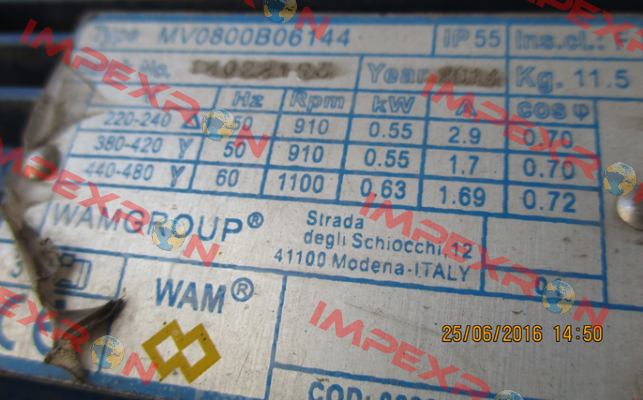 Type MV0800B06144 IP 55 Ins.cl.: F
No. Year Kg. 11.5
Hz Rpm kW A. cos φ
220-240 Δ 50 910 0.55 2.9 0.70
380-420 Y 50 910 0.55 1.7 0.70
440-480 Y 60 1100 0.63 1.69 0.72
WAMGROUP® Strada
degli Schiocchi,12
41100 Modena-ITALY
3
WAM®
CE
25/06/2016 14:50
COD:
IMPEXRON